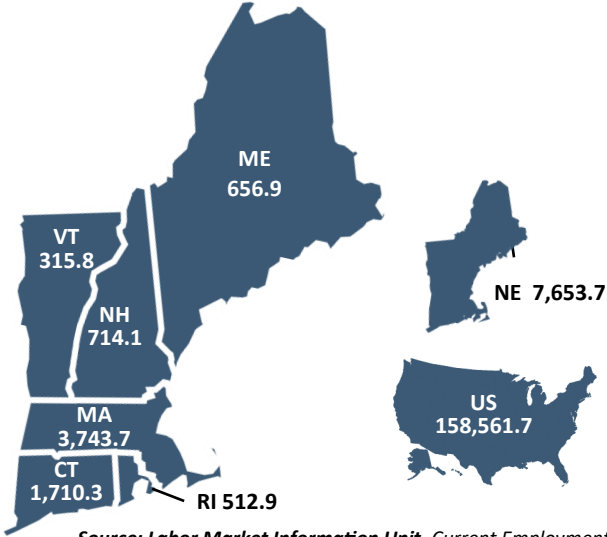 ME
656.9
VT
315.8
NH
714.1
NE 7,653.7
MA
3,743.7
US
158,561.7
CT
1,710.3
RI 512.9
Source: Labor Market Information Unit, Current Employment